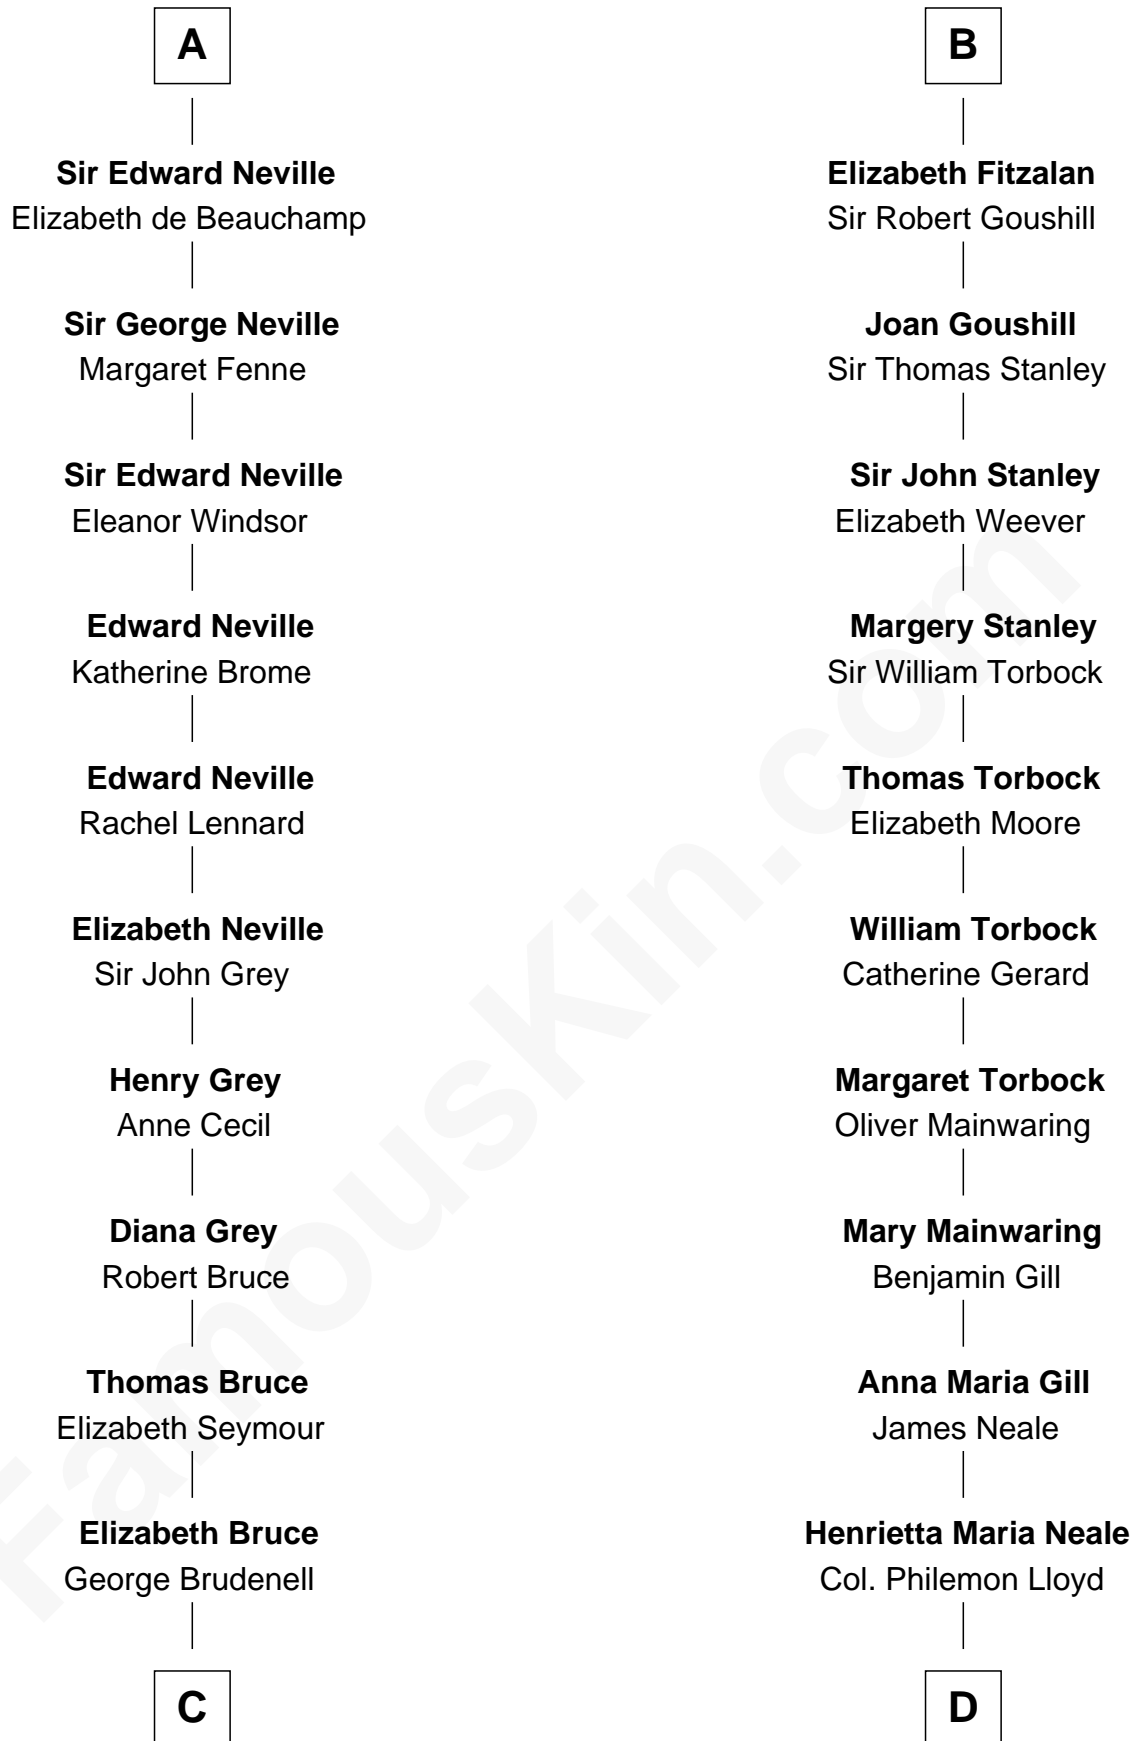 A
Sir Edward Neville
Elizabeth de Beauchamp
Sir George Neville
Margaret Fenne
Sir Edward Neville
Eleanor Windsor
Edward Neville
Katherine Brome
Edward Neville
Rachel Lennard
Elizabeth Neville
Sir John Grey
Henry Grey
Anne Cecil
Diana Grey
Robert Bruce
Thomas Bruce
Elizabeth Seymour
Elizabeth Bruce
George Brudenell
C
B
Elizabeth Fitzalan
Sir Robert Goushill
Joan Goushill
Sir Thomas Stanley
Sir John Stanley
Elizabeth Weever
Margery Stanley
Sir William Torbock
Thomas Torbock
Elizabeth Moore
William Torbock
Catherine Gerard
Margaret Torbock
Oliver Mainwaring
Mary Mainwaring
Benjamin Gill
Anna Maria Gill
James Neale
Henrietta Maria Neale
Col. Philemon Lloyd
D
FamousKin.com